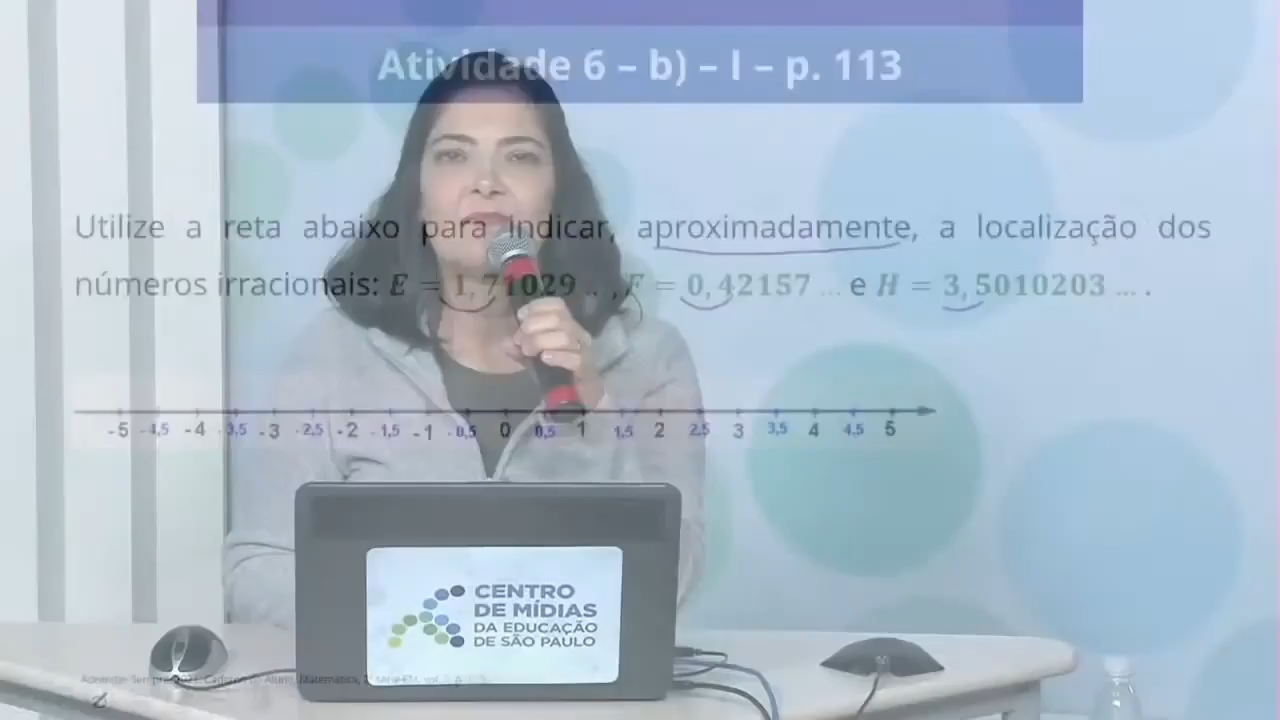 Atividade 6 – b) – I – p. 113
Utilize a reta abaixo para indicar, aproximadamente, a localização dos
números irracionais: E = 1,71029 ... , F = 0,42157 ... e H = 3,5010203 ... .
-5 -4,5 -4 -3,5 -3 -2,5 -2 -1,5 -1 -0,5 0 0,5 1 1,5 2 2,5 3 3,5 4 4,5 5
CENTRO
DE MÍDIAS
DA EDUCAÇÃO
DE SÃO PAULO